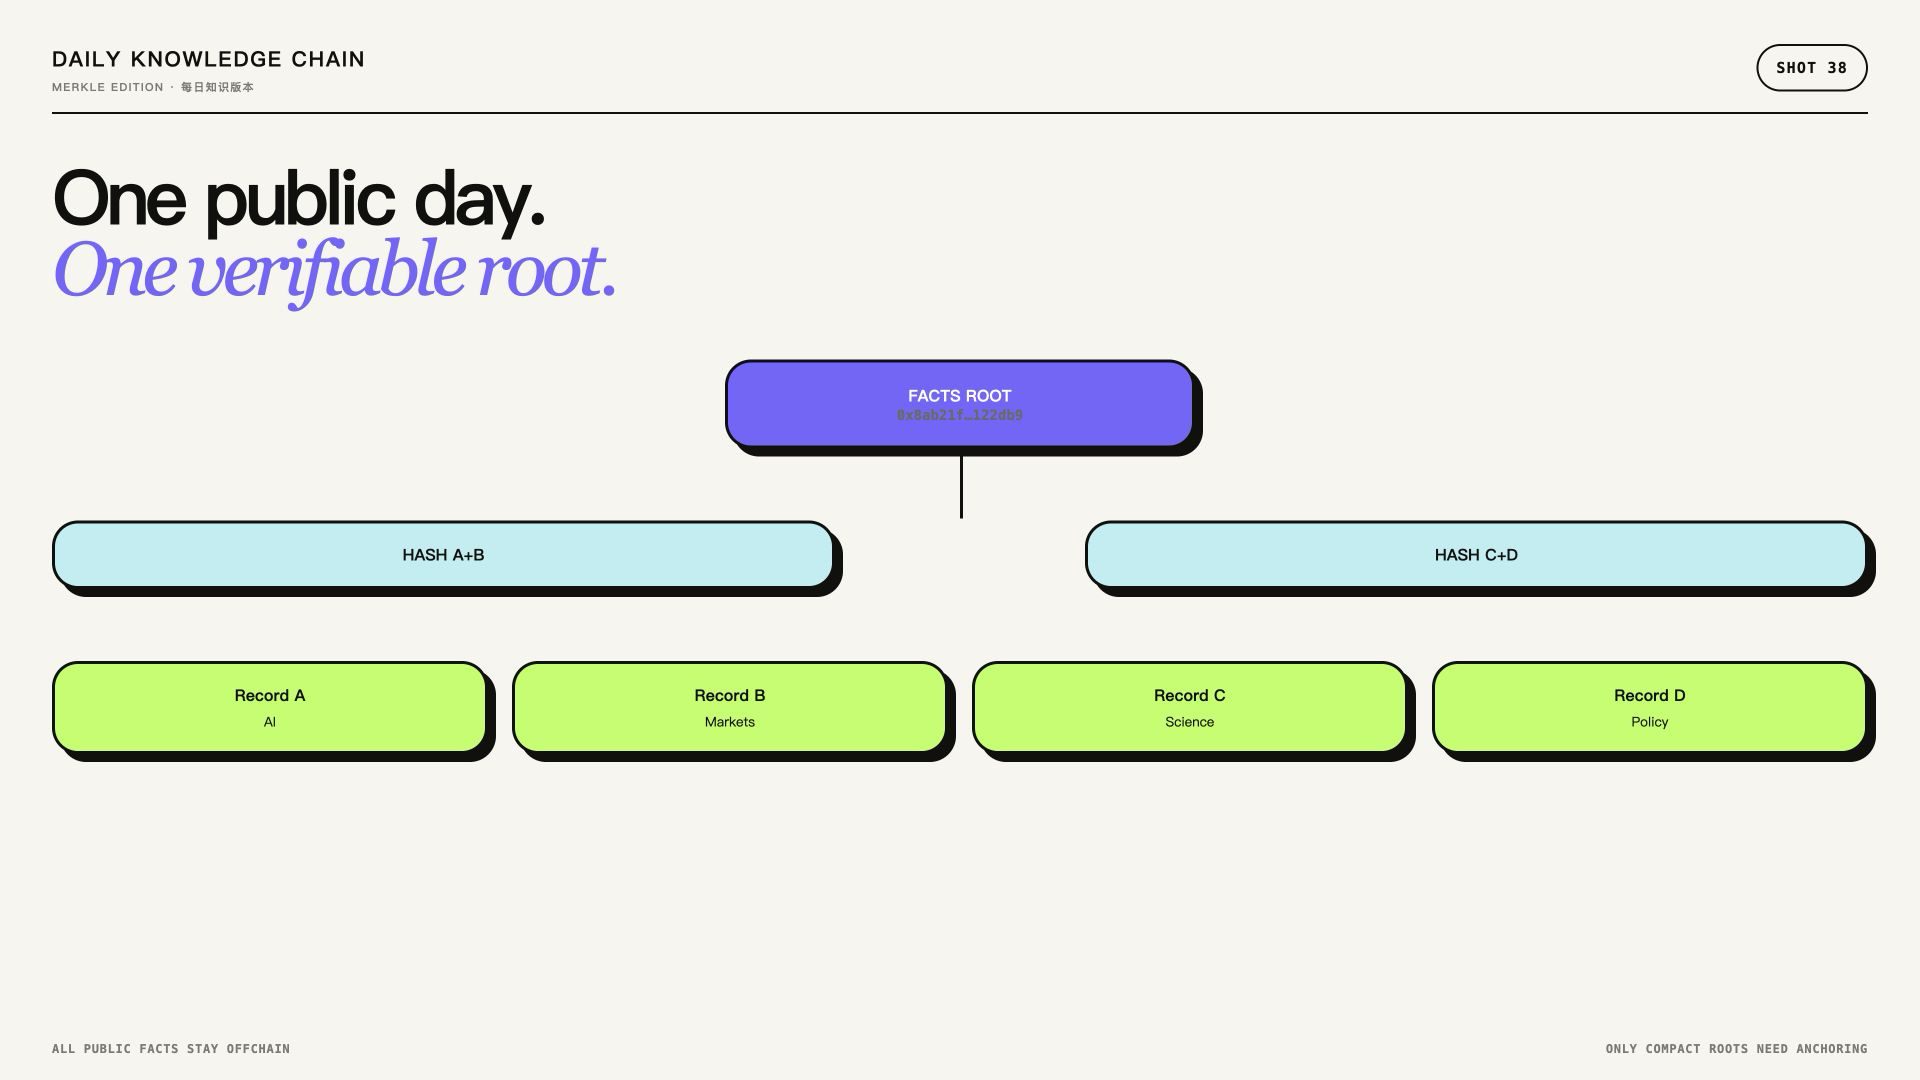 DAILY KNOWLEDGE CHAIN
MERKLE EDITION · 每日知识版本
SHOT 38
One public day.
One verifiable root.
FACTS ROOT
0x8ab21f…122db9
HASH A+B
HASH C+D
Record A
AI
Record B
Markets
Record C
Science
Record D
Policy
ALL PUBLIC FACTS STAY OFFCHAIN
ONLY COMPACT ROOTS NEED ANCHORING